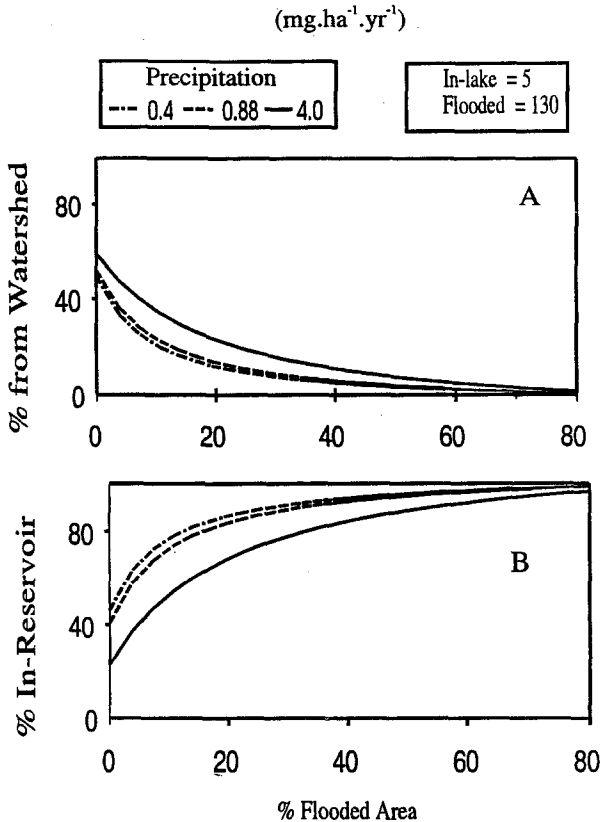 (mg.ha⁻¹.yr⁻¹)
Precipitation
0.4 0.88 4.0
In-lake = 5
Flooded = 130
% from Watershed
A
80
40
0
0 20 40 60 80
% In-Reservoir
B
80
40
0
0 20 40 60 80
% Flooded Area